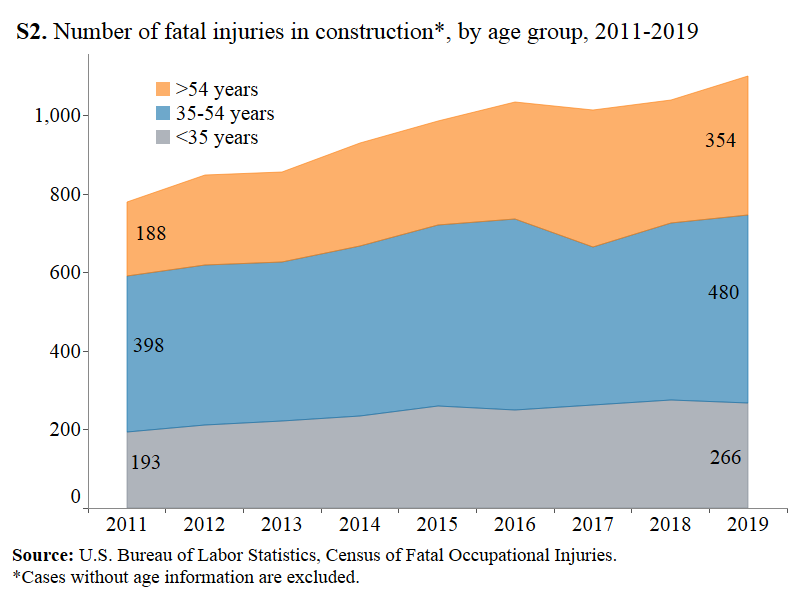 S2. Number of fatal injuries in construction*, by age group, 2011-2019
>54 years
35-54 years
<35 years
1,000
800
600
400
200
0
188
398
193
354
480
266
2011 2012 2013 2014 2015 2016 2017 2018 2019
Source: U.S. Bureau of Labor Statistics, Census of Fatal Occupational Injuries.
*Cases without age information are excluded.